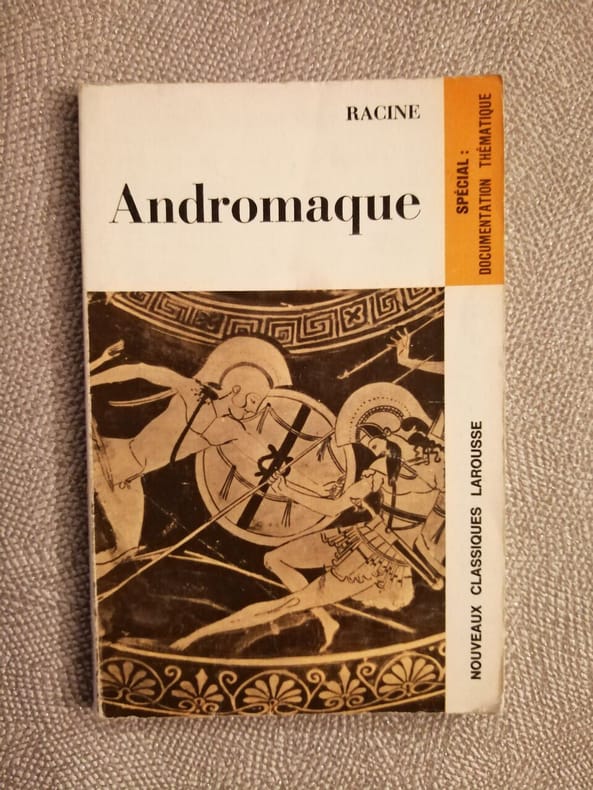 RACINE
Andromaque
SPÉCIAL :
DOCUMENTATION THÉMATIQUE
NOUVEAUX CLASSIQUES LAROUSSE